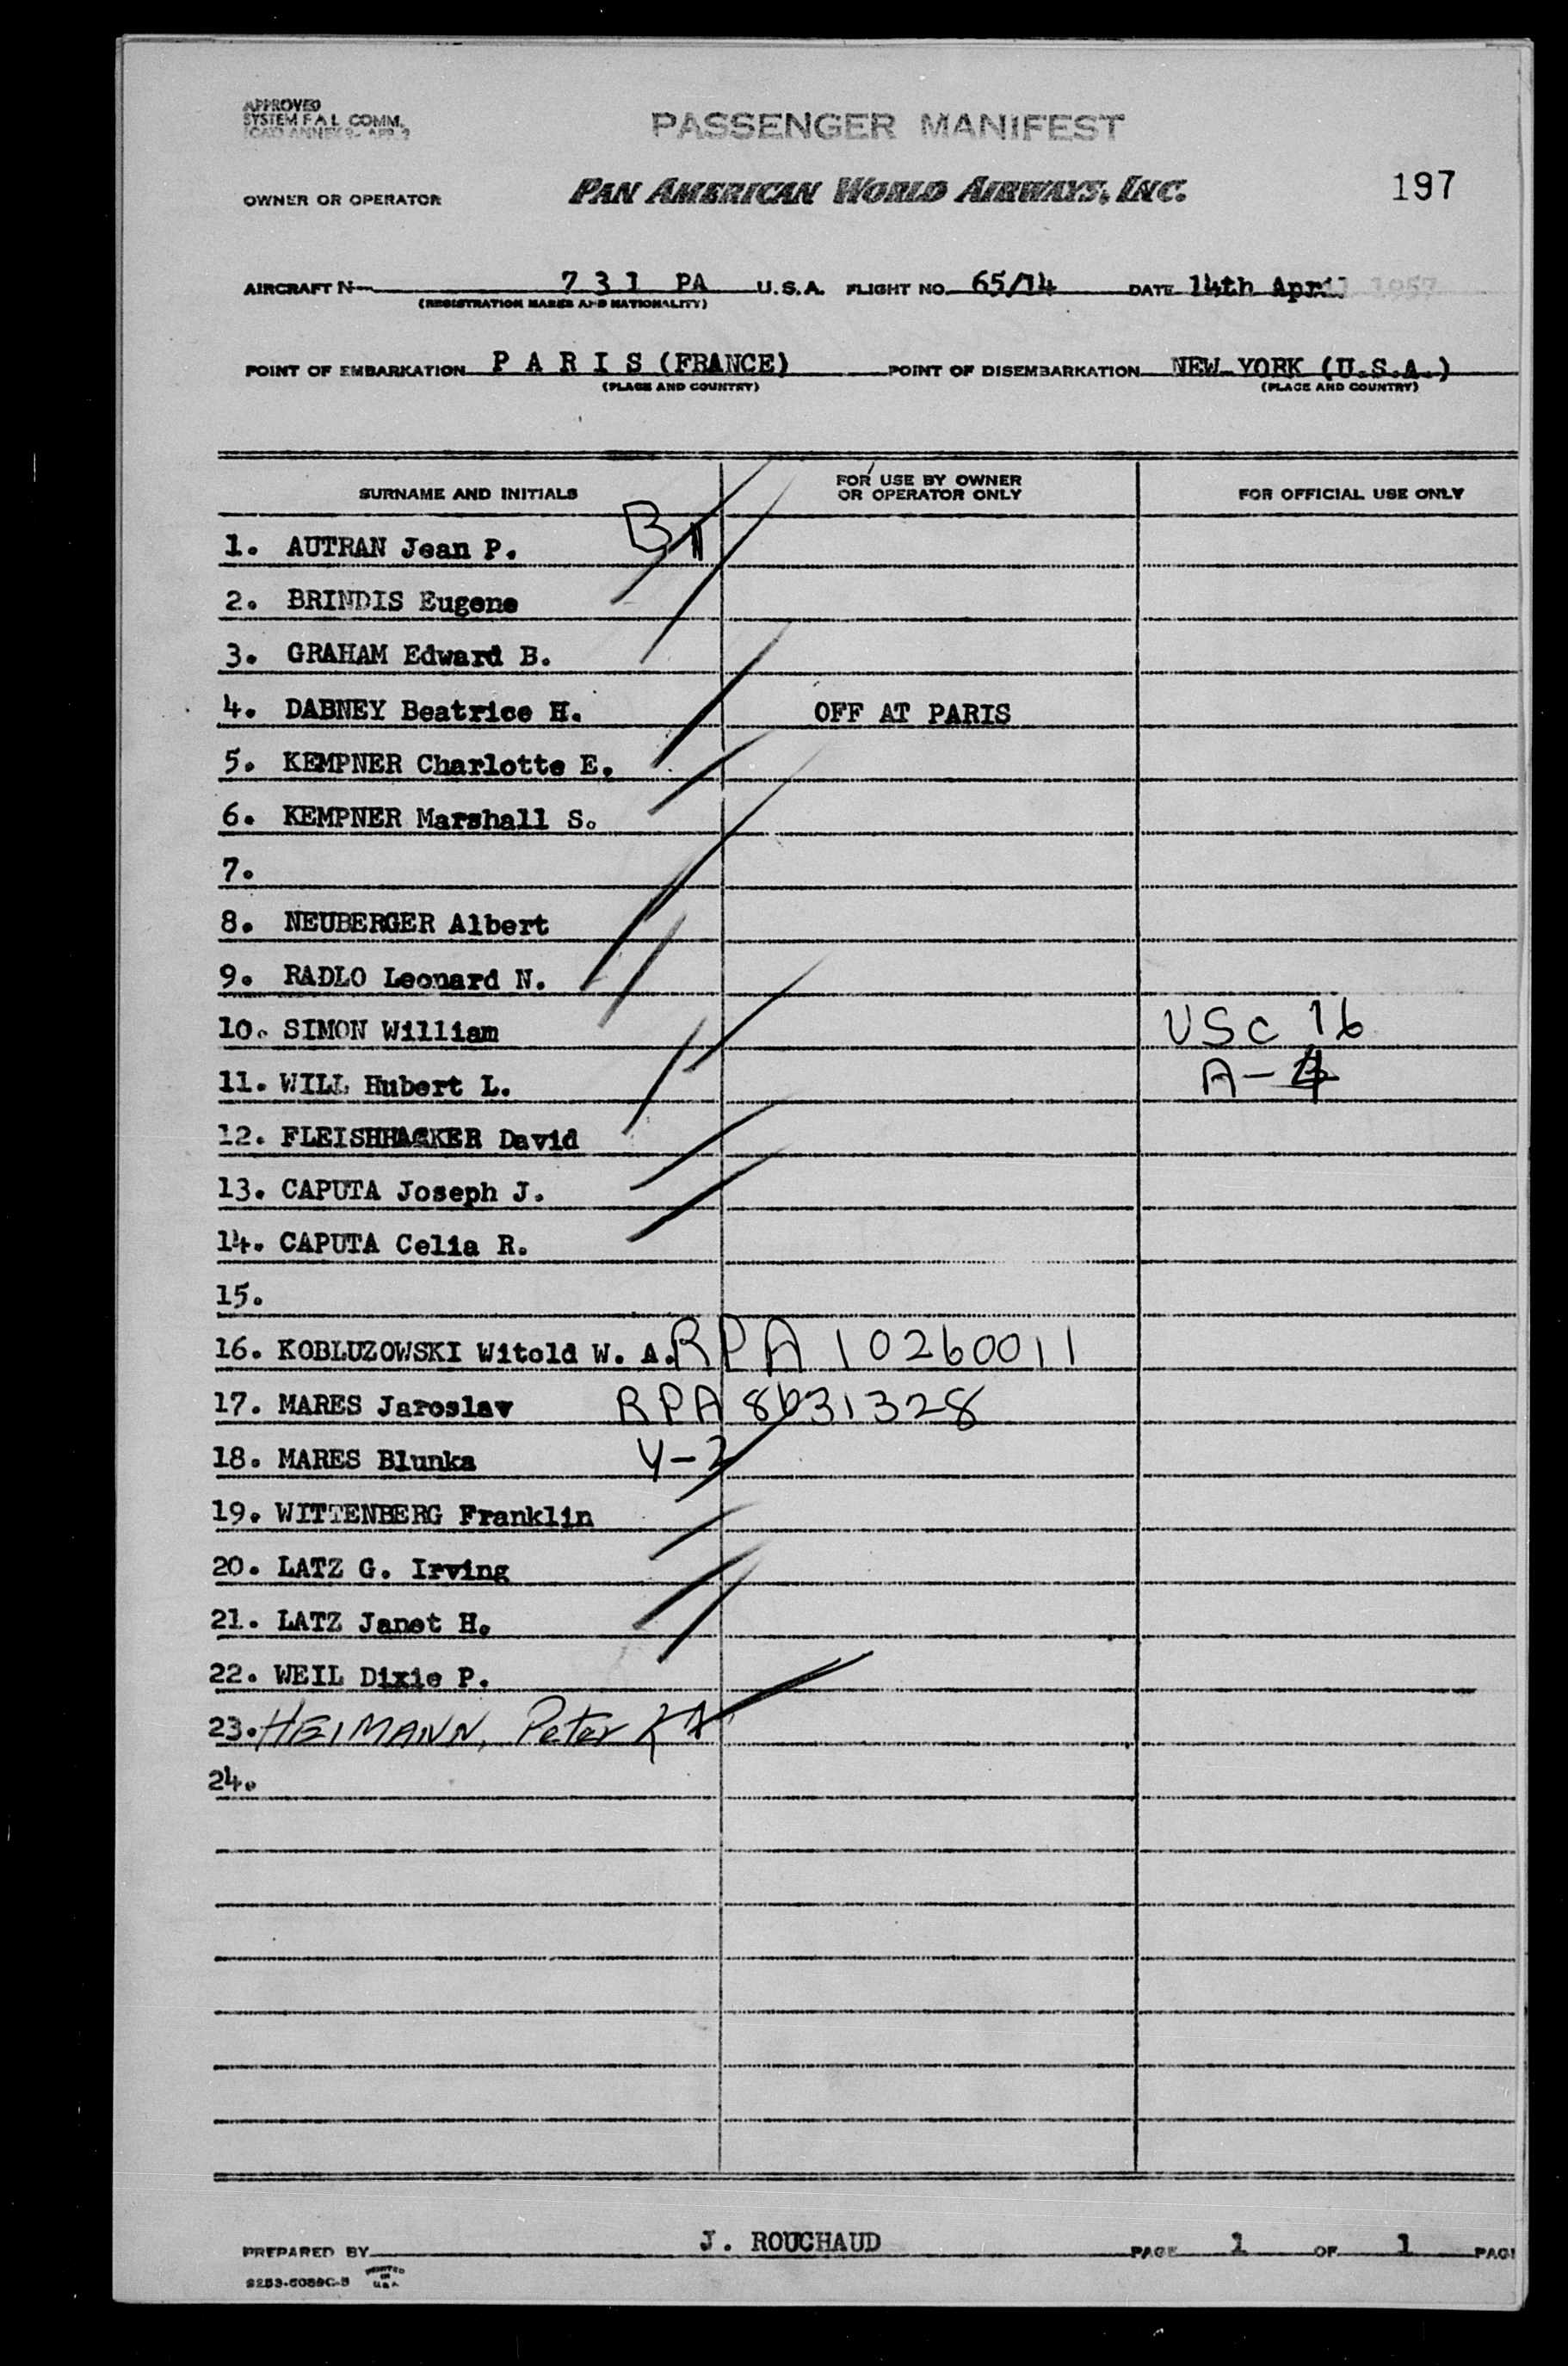 APPROVED
SYSTEM F A L COMM.
PASSENGER MANIFEST
OWNER OR OPERATOR PAN AMERICAN WORLD AIRWAYS, INC. 197
AIRCRAFT N 7 3 1 PA U.S.A. FLIGHT NO. 65/14 DATE 14th April 1957
(REGISTRATION MARKS AND NATIONALITY)
POINT OF EMBARKATION P A R I S (FRANCE) POINT OF DISEMBARKATION NEW YORK (U.S.A.)
(PLACE AND COUNTRY) (PLACE AND COUNTRY)
SURNAME AND INITIALS FOR USE BY OWNER OR OPERATOR ONLY FOR OFFICIAL USE ONLY
1. AUTRAN Jean P. B
2. BRINDIS Eugene
3. GRAHAM Edward B.
4. DABNEY Beatrice H. OFF AT PARIS
5. KEMPNER Charlotte E.
6. KEMPNER Marshall S.
7.
8. NEUBERGER Albert
9. RADLO Leonard N.
10. SIMON William USC 16
11. WILL Hubert L. A-4
12. FLEISHHACKER David
13. CAPUTA Joseph J.
14. CAPUTA Celia R.
15.
16. KOBLUZOWSKI Witold W. A. RPA 10260011
17. MARES Jaroslav RPA 8631328
18. MARES Blunka V-2
19. WITTENBERG Franklin
20. LATZ G. Irving
21. LATZ Janet H.
22. WEIL Dixie P.
23. HEIMANN, Peter K
24.
PREPARED BY J. ROUCHAUD PAGE 1 OF 1
PRINTED IN U.S.A.